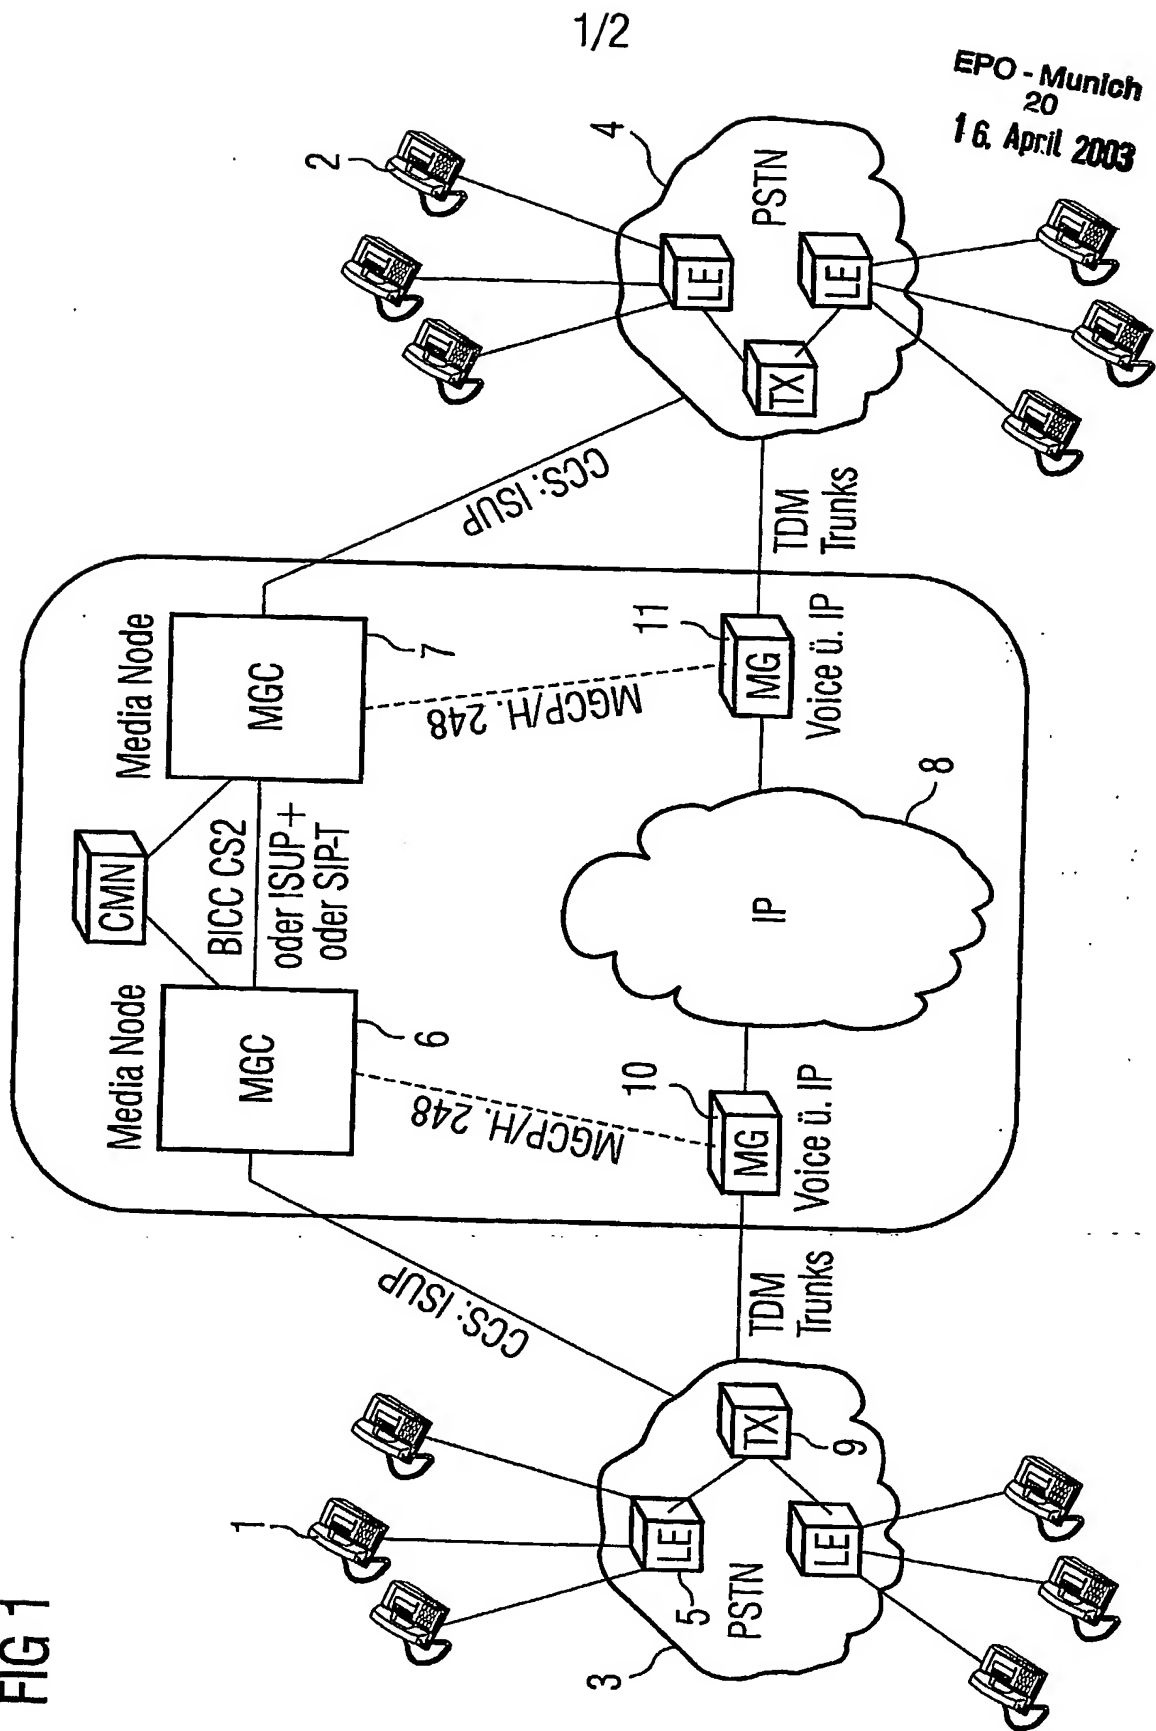 1/2
EPO - Munich
20
16. April 2003
FIG 1
1
2
3
4
PSTN
PSTN
LE
5
LE
TX
9
LE
LE
TX
CCS: ISUP
CCS: ISUP
TDM
Trunks
TDM
Trunks
Media Node
MGC
6
Media Node
MGC
7
CMN
BICC CS2
oder ISUP+
oder SIP-T
MGCP/H. 248
MGCP/H. 248
10
MG
Voice ü. IP
11
MG
Voice ü. IP
IP
8